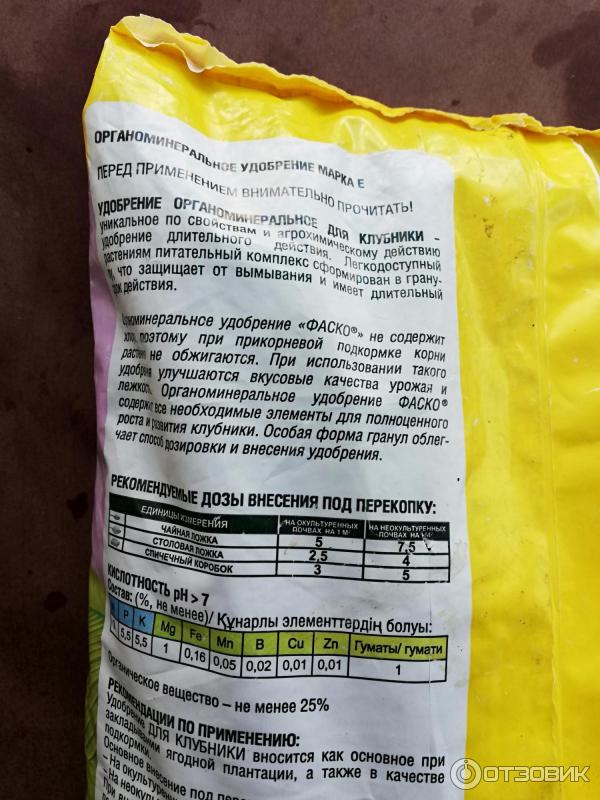 ОРГАНОМИНЕРАЛЬНОЕ УДОБРЕНИЕ МАРКА Е
ПЕРЕД ПРИМЕНЕНИЕМ ВНИМАТЕЛЬНО ПРОЧИТАТЬ!
УДОБРЕНИЕ ОРГАНОМИНЕРАЛЬНОЕ ДЛЯ КЛУБНИКИ -
уникальное по свойствам и агрохимическому действию
удобрение длительного действия. Легкодоступный
растениям питательный комплекс сформирован в грану-
что защищает от вымывания и имеет длительный
действия.
удобрение «ФАСКО®» не содержит
поэтому при прикорневой подкормке корни
не обжигаются. При использовании такого
улучшаются вкусовые качества урожая и
Органоминеральное удобрение ФАСКО®
все необходимые элементы для полноценного
роста и развития клубники. Особая форма гранул облег-
чает способ дозировки и внесения удобрения.
РЕКОМЕНДУЕМЫЕ ДОЗЫ ВНЕСЕНИЯ ПОД ПЕРЕКОПКУ:
ЕДИНИЦЫ ИЗМЕРЕНИЯ НА ОКУЛЬТУРЕННЫХ ПОЧВАХ НА 1 М² НА НЕОКУЛЬТУРЕННЫХ ПОЧВАХ НА 1 М²
ЧАЙНАЯ ЛОЖКА 5 7,5
СТОЛОВАЯ ЛОЖКА 2,5 4
СПИЧЕЧНЫЙ КОРОБОК 3 5
КИСЛОТНОСТЬ pH > 7
Состав: (%, не менее)/ Құнарлы элементтердің болуы:
P K Mg Fe Mn B Cu Zn Гуматы/ гумати
5,5 5,5 1 0,16 0,05 0,02 0,01 0,01 1
Органическое вещество – не менее 25%
РЕКОМЕНДАЦИИ ПО ПРИМЕНЕНИЮ:
Удобрение ДЛЯ КЛУБНИКИ вносится как основное при
закладывании ягодной плантации, а также в качестве
подкормки.
Основное внесение под
– На окультурен
– На неокуль
При
ОТЗОВИК